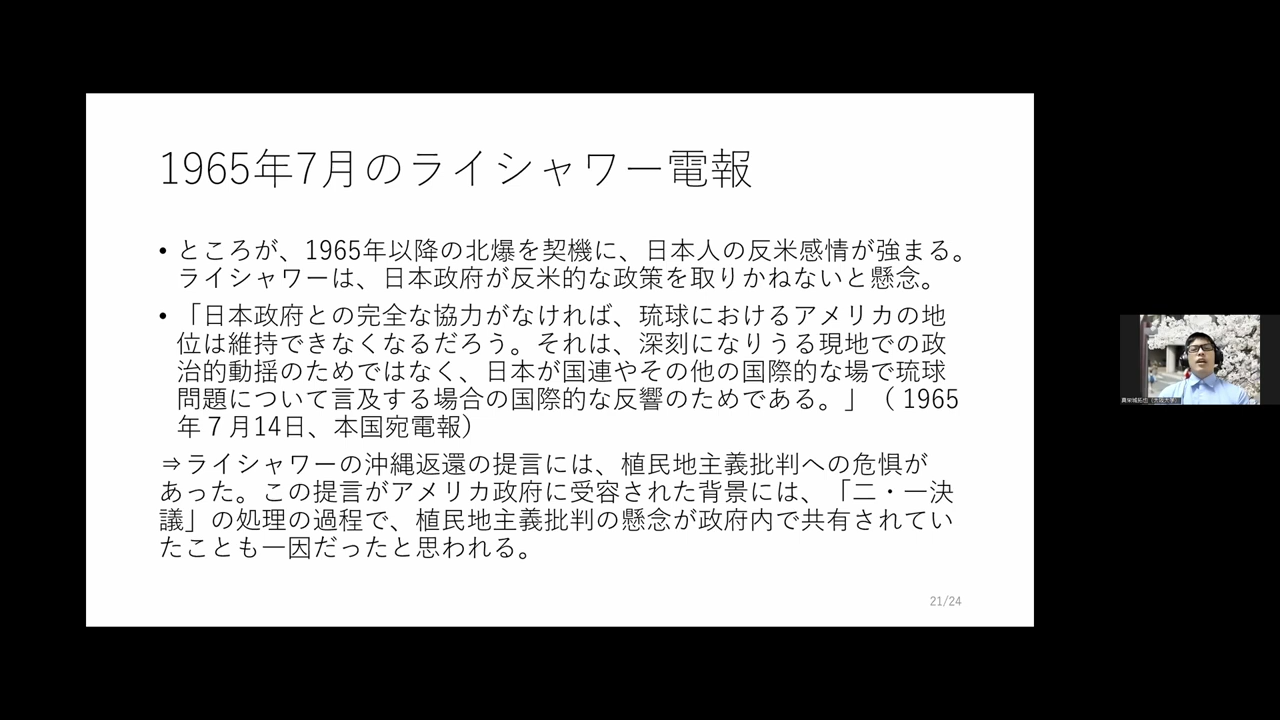 1965年7月のライシャワー電報
• ところが、1965年以降の北爆を契機に、日本人の反米感情が強まる。
ライシャワーは、日本政府が反米的な政策を取りかねないと懸念。
• 「日本政府との完全な協力がなければ、琉球におけるアメリカの地
位は維持できなくなるだろう。それは、深刻になりうる現地での政
治的動揺のためではなく、日本が国連やその他の国際的な場で琉球
問題について言及する場合の国際的な反響のためである。」（ 1965
年７月14日、本国宛電報）
⇒ライシャワーの沖縄返還の提言には、植民地主義批判への危惧が
あった。この提言がアメリカ政府に受容された背景には、「二・一決
議」の処理の過程で、植民地主義批判の懸念が政府内で共有されてい
たことも一因だったと思われる。
21/24